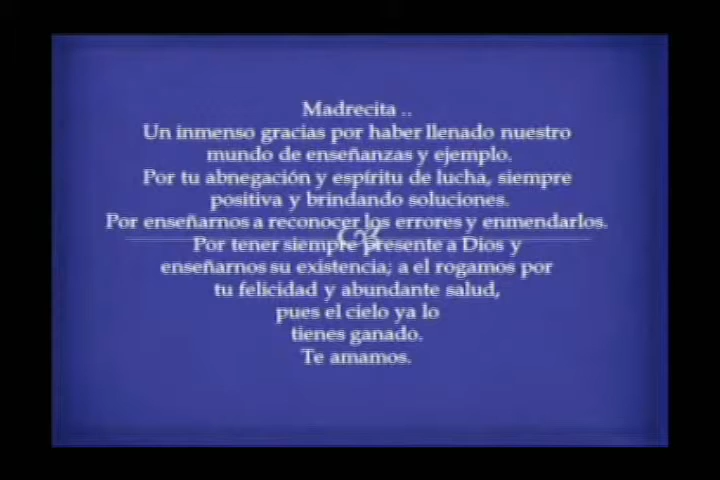 Madrecita ..
Un inmenso gracias por haber llenado nuestro
mundo de enseñanzas y ejemplo.
Por tu abnegación y espíritu de lucha, siempre
positiva y brindando soluciones.
Por enseñarnos a reconocer los errores y enmendarlos.
Por tener siempre presente a Dios y
enseñarnos su existencia; a el rogamos por
tu felicidad y abundante salud,
pues el cielo ya lo
tienes ganado.
Te amamos.